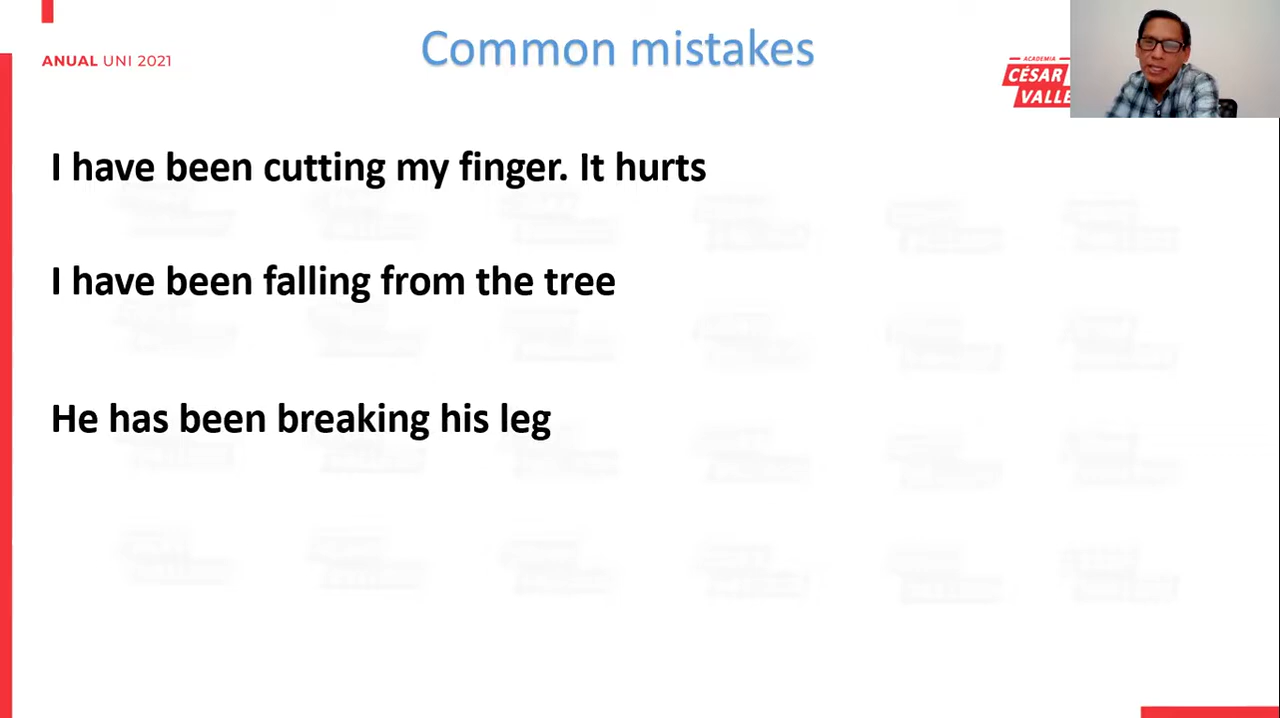 ANUAL UNI 2021
Common mistakes
ACADEMIA
CÉSAR
VALLE
I have been cutting my finger. It hurts
I have been falling from the tree
He has been breaking his leg